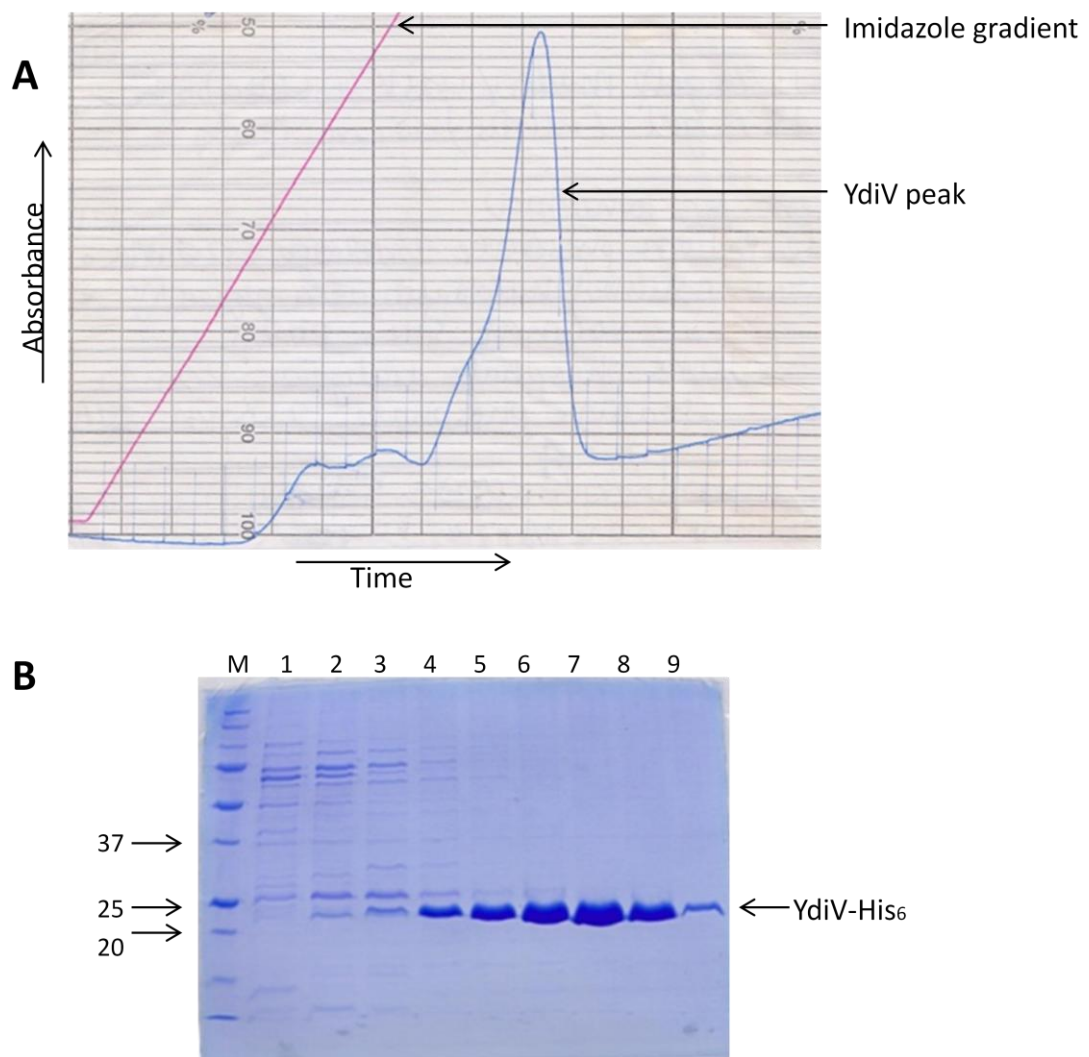 Imidazole gradient
A
50
%
%
60
Absorbance
YdiV peak
70
80
90
100
Time
B
M 1 2 3 4 5 6 7 8 9
37
25
YdiV-His6
20